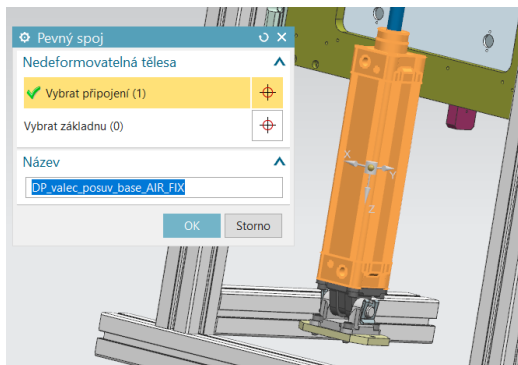 Pevný spoj
Nedeformovatelná tělesa
Vybrat připojení (1)
Vybrat základnu (0)
Název
DP_valec_posuv_base_AIR_FIX
OK Storno
X Y
Z